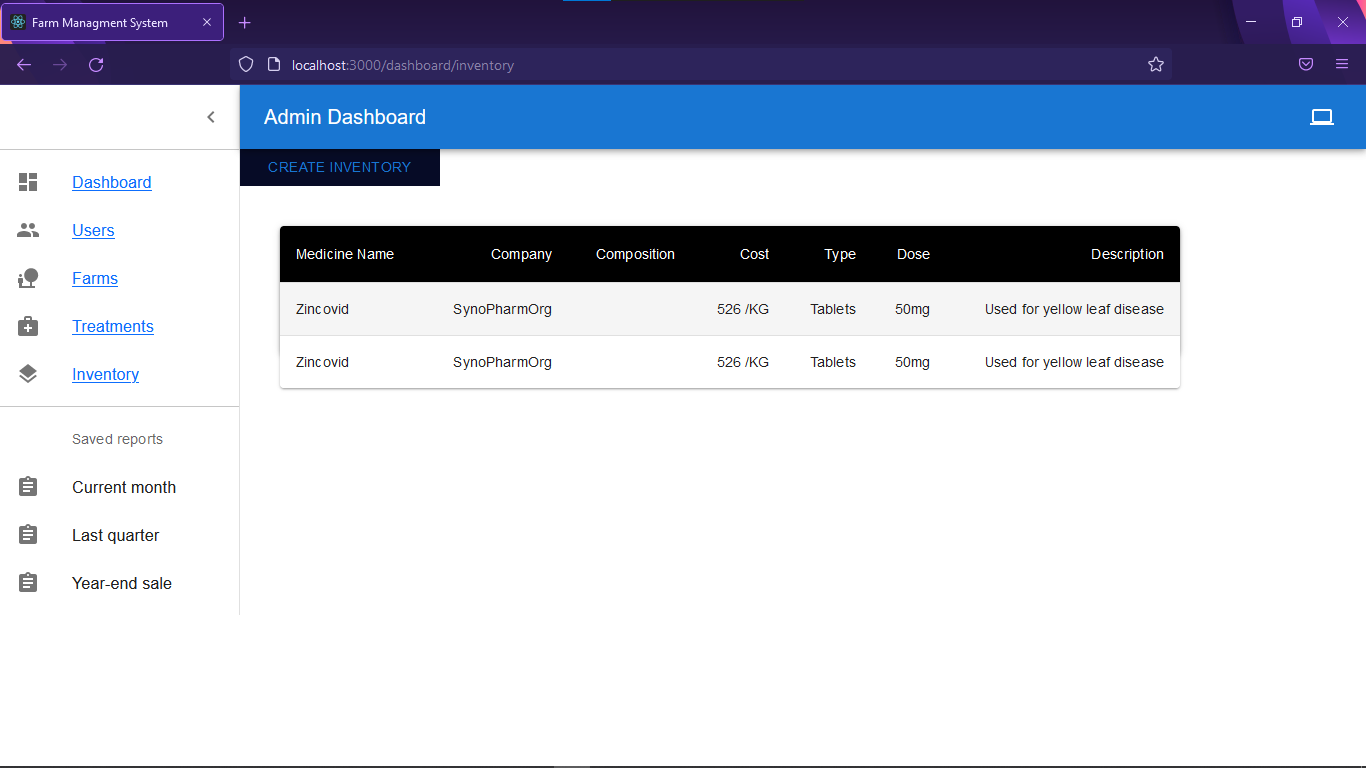 Farm Managment System
localhost:3000/dashboard/inventory
Admin Dashboard
CREATE INVENTORY
Dashboard
Users
Farms
Treatments
Inventory
Saved reports
Current month
Last quarter
Year-end sale
Medicine Name Company Composition Cost Type Dose Description
Zincovid SynoPharmOrg 526 /KG Tablets 50mg Used for yellow leaf disease
Zincovid SynoPharmOrg 526 /KG Tablets 50mg Used for yellow leaf disease